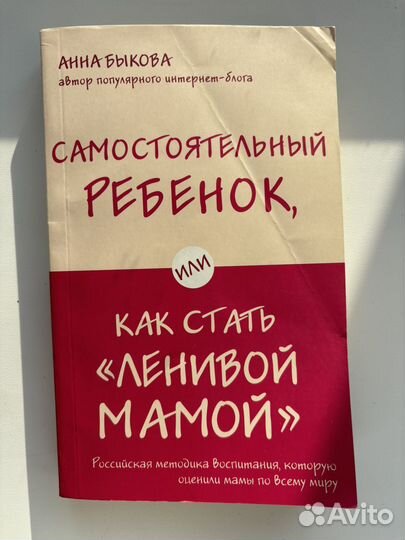 АННА БЫКОВА
автор популярного интернет-блога
САМОСТОЯТЕЛЬНЫЙ
РЕБЕНОК,
ИЛИ
КАК СТАТЬ
«ЛЕНИВОЙ
МАМОЙ»
Российская методика воспитания, которую
оценили мамы по всему миру
Avito